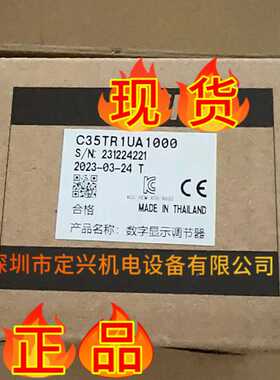 现货
C35TR1UA1000
S/N: 231224221
2023-03-24 T
合格
MADE IN THAILAND
产品名称: 数字显示调节器
深圳市定兴机电设备有限公司
正品